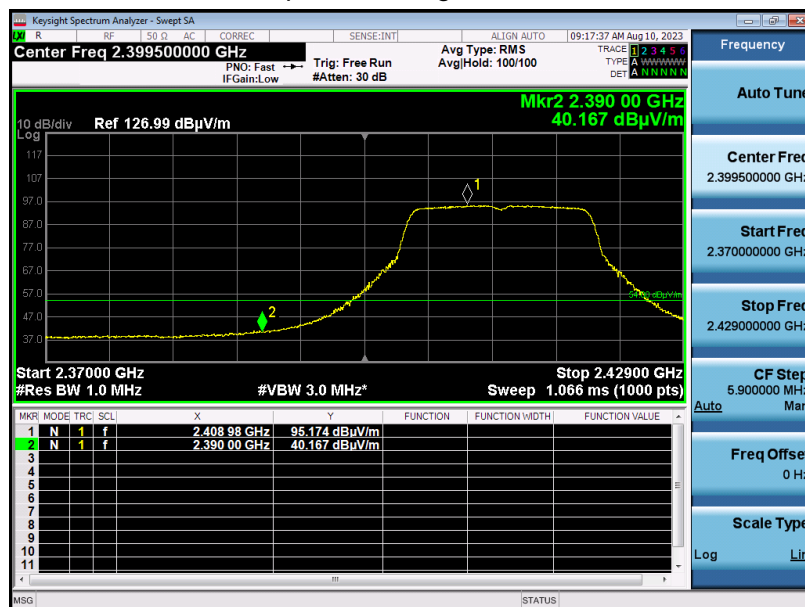 Keysight Spectrum Analyzer - Swept SA
LXI R RF 50 Ω AC CORREC SENSE:INT ALIGN AUTO 09:17:37 AM Aug 10, 2023
Center Freq 2.399500000 GHz
PNO: Fast
IFGain:Low
Trig: Free Run
#Atten: 30 dB
Avg Type: RMS
Avg|Hold: 100/100
TRACE 1 2 3 4 5 6
TYPE A WWWWW
DET A N N N N N
Mkr2 2.390 00 GHz
40.167 dBµV/m
10 dB/div Ref 126.99 dBµV/m
Log
117
107
97.0
87.0
77.0
67.0
57.0
47.0
37.0
1
2
54.00 dBµV/m
Start 2.37000 GHz Stop 2.42900 GHz
#Res BW 1.0 MHz #VBW 3.0 MHz* Sweep 1.066 ms (1000 pts)
MKR MODE TRC SCL X Y FUNCTION FUNCTION WIDTH FUNCTION VALUE
1 N 1 f 2.408 98 GHz 95.174 dBµV/m
2 N 1 f 2.390 00 GHz 40.167 dBµV/m
3
4
5
6
7
8
9
10
11
MSG STATUS
Frequency
Auto Tune
Center Freq
2.399500000 GHz
Start Freq
2.370000000 GHz
Stop Freq
2.429000000 GHz
CF Step
5.900000 MHz
Auto Man
Freq Offset
0 Hz
Scale Type
Log Lin